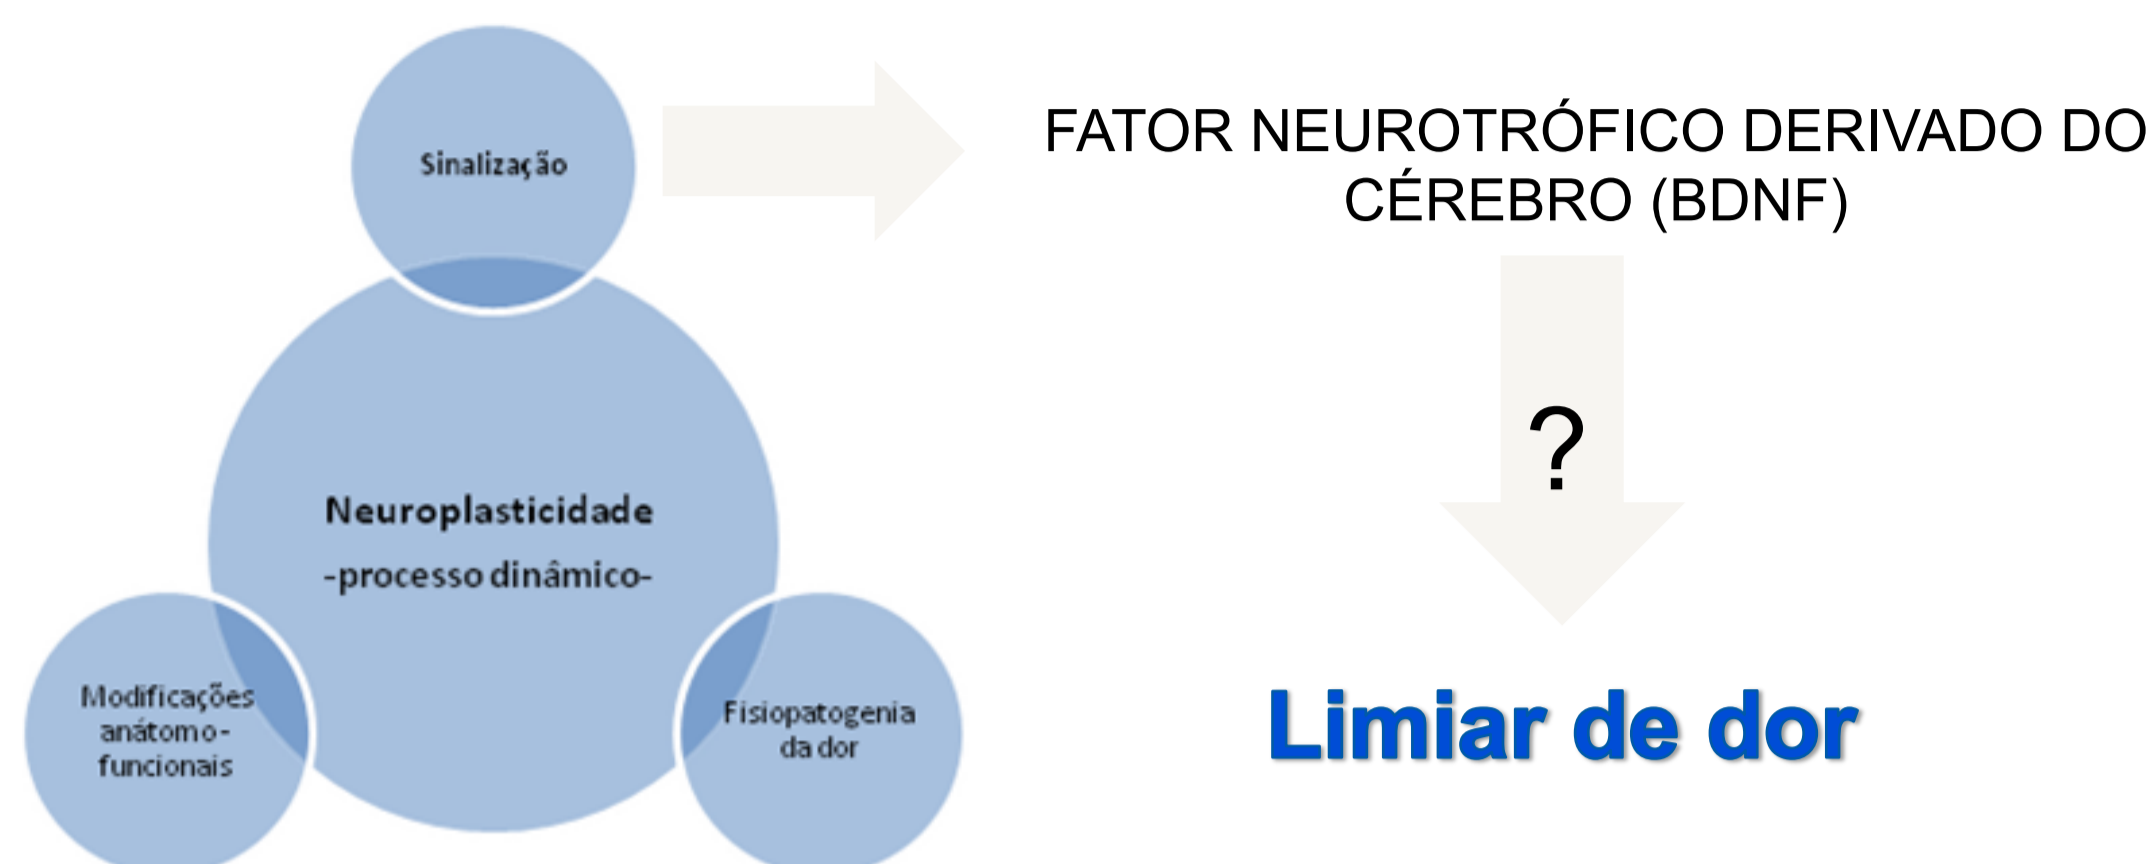 Sinalização
FATOR NEUROTRÓFICO DERIVADO DO
CÉREBRO (BDNF)
?
Neuroplasticidade
-processo dinâmico-
Modificações
anátomo-
funcionais
Fisiopatogenia
da dor
Limiar de dor